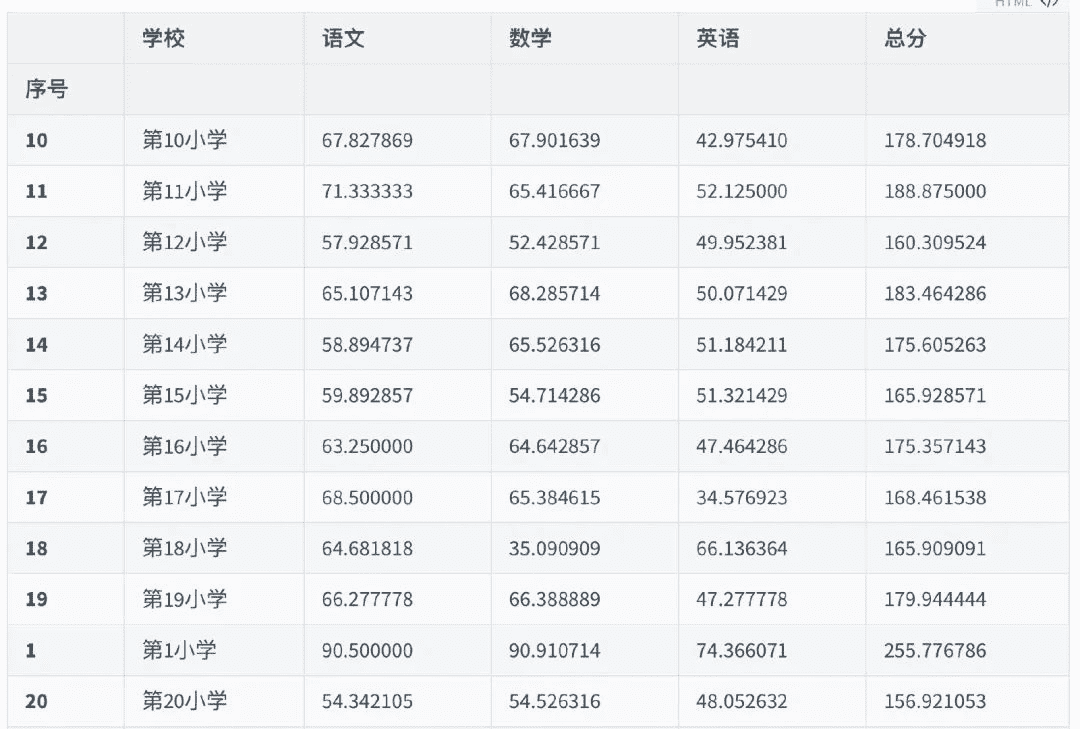 HTML </>
学校 语文 数学 英语 总分
序号
10 第10小学 67.827869 67.901639 42.975410 178.704918
11 第11小学 71.333333 65.416667 52.125000 188.875000
12 第12小学 57.928571 52.428571 49.952381 160.309524
13 第13小学 65.107143 68.285714 50.071429 183.464286
14 第14小学 58.894737 65.526316 51.184211 175.605263
15 第15小学 59.892857 54.714286 51.321429 165.928571
16 第16小学 63.250000 64.642857 47.464286 175.357143
17 第17小学 68.500000 65.384615 34.576923 168.461538
18 第18小学 64.681818 35.090909 66.136364 165.909091
19 第19小学 66.277778 66.388889 47.277778 179.944444
1 第1小学 90.500000 90.910714 74.366071 255.776786
20 第20小学 54.342105 54.526316 48.052632 156.921053